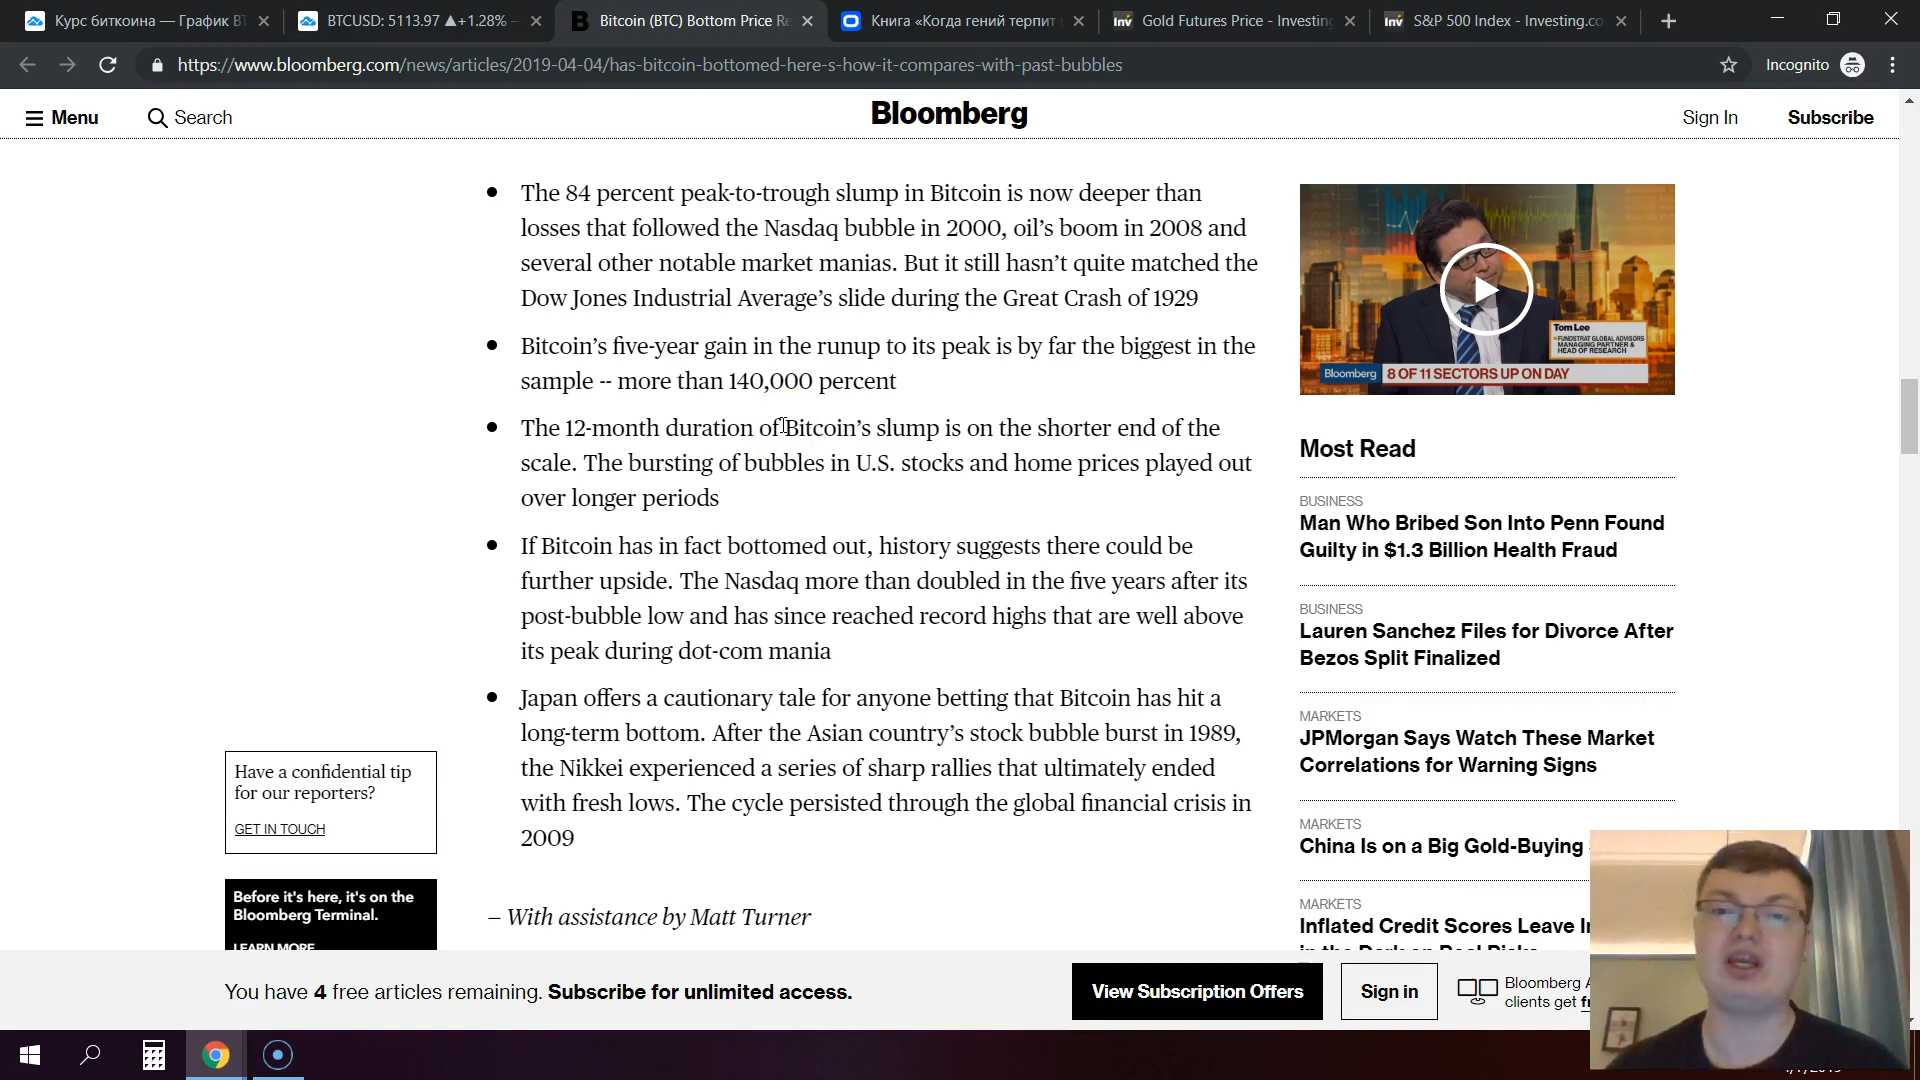 Курс биткоина — График BT
BTCUSD: 5113.97 ▲+1.28% —
Bitcoin (BTC) Bottom Price Re
Книга «Когда гений терпит
Gold Futures Price - Investing
S&P 500 Index - Investing.co
https://www.bloomberg.com/news/articles/2019-04-04/has-bitcoin-bottomed-here-s-how-it-compares-with-past-bubbles
Incognito
Menu
Search
Bloomberg
Sign In
Subscribe
• The 84 percent peak-to-trough slump in Bitcoin is now deeper than
losses that followed the Nasdaq bubble in 2000, oil’s boom in 2008 and
several other notable market manias. But it still hasn’t quite matched the
Dow Jones Industrial Average’s slide during the Great Crash of 1929
• Bitcoin’s five-year gain in the runup to its peak is by far the biggest in the
sample -- more than 140,000 percent
• The 12-month duration of Bitcoin’s slump is on the shorter end of the
scale. The bursting of bubbles in U.S. stocks and home prices played out
over longer periods
• If Bitcoin has in fact bottomed out, history suggests there could be
further upside. The Nasdaq more than doubled in the five years after its
post-bubble low and has since reached record highs that are well above
its peak during dot-com mania
• Japan offers a cautionary tale for anyone betting that Bitcoin has hit a
long-term bottom. After the Asian country’s stock bubble burst in 1989,
the Nikkei experienced a series of sharp rallies that ultimately ended
with fresh lows. The cycle persisted through the global financial crisis in
2009
– With assistance by Matt Turner
Have a confidential tip
for our reporters?
GET IN TOUCH
Before it's here, it's on the
Bloomberg Terminal.
LEARN MORE
Tom Lee
FUNDSTRAT GLOBAL ADVISORS
MANAGING PARTNER &
HEAD OF RESEARCH
Bloomberg 8 OF 11 SECTORS UP ON DAY
Most Read
BUSINESS
Man Who Bribed Son Into Penn Found
Guilty in $1.3 Billion Health Fraud
BUSINESS
Lauren Sanchez Files for Divorce After
Bezos Split Finalized
MARKETS
JPMorgan Says Watch These Market
Correlations for Warning Signs
MARKETS
China Is on a Big Gold-Buying
MARKETS
Inflated Credit Scores Leave
You have 4 free articles remaining. Subscribe for unlimited access.
View Subscription Offers
Sign in
Bloomberg
clients get